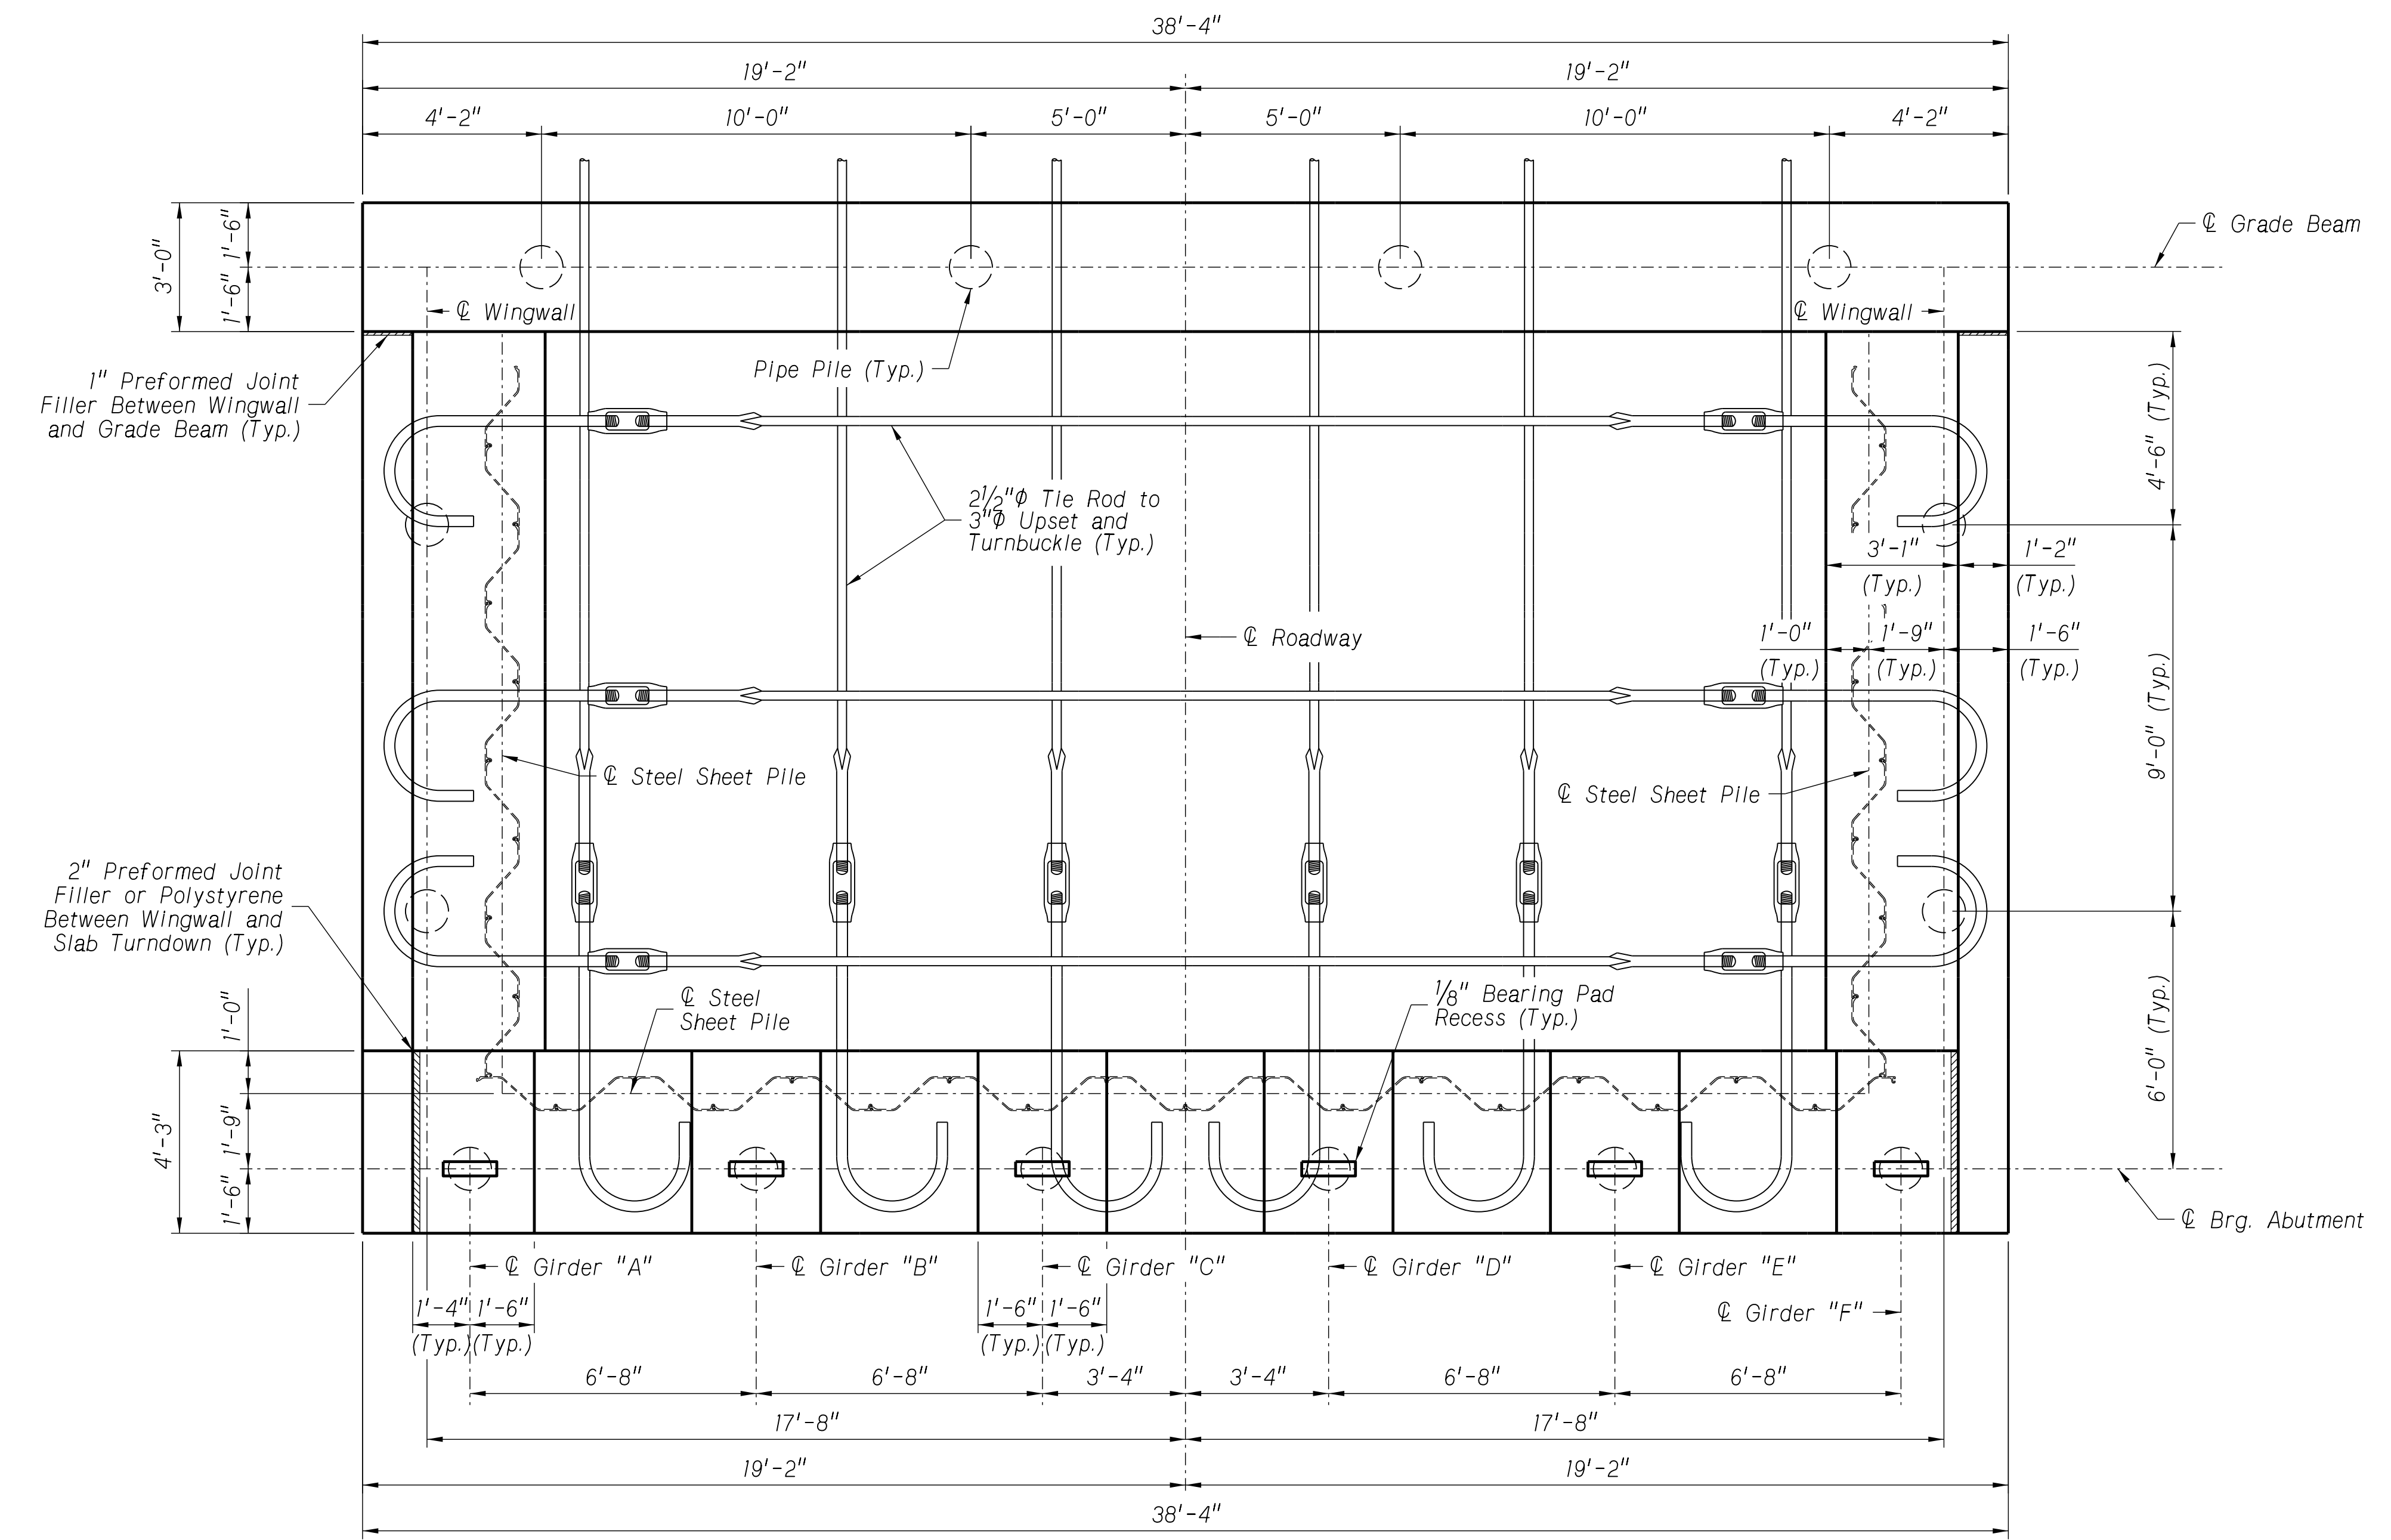 38'-4"
19'-2" 19'-2"
4'-2" 10'-0" 5'-0" 5'-0" 10'-0" 4'-2"
3'-0"
1'-6"
1'-6"
℄ Grade Beam
℄ Wingwall
℄ Wingwall
Pipe Pile (Typ.)
1" Preformed Joint
Filler Between Wingwall
and Grade Beam (Typ.)
4'-6" (Typ.)
2½"ϕ Tie Rod to
3"ϕ Upset and
Turnbuckle (Typ.)
3'-1" 1'-2"
(Typ.) (Typ.)
℄ Roadway
1'-0" 1'-9" 1'-6"
(Typ.) (Typ.) (Typ.)
9'-0" (Typ.)
℄ Steel Sheet Pile
℄ Steel Sheet Pile
2" Preformed Joint
Filler or Polystyrene
Between Wingwall and
Slab Turndown (Typ.)
℄ Steel
Sheet Pile
⅛" Bearing Pad
Recess (Typ.)
6'-0" (Typ.)
1'-0"
4'-3"
1'-9"
1'-6"
℄ Brg. Abutment
℄ Girder "A" ℄ Girder "B" ℄ Girder "C" ℄ Girder "D" ℄ Girder "E"
℄ Girder "F"
1'-4" 1'-6" 1'-6" 1'-6"
(Typ.) (Typ.) (Typ.) (Typ.)
6'-8" 6'-8" 3'-4" 3'-4" 6'-8" 6'-8"
17'-8" 17'-8"
19'-2" 19'-2"
38'-4"